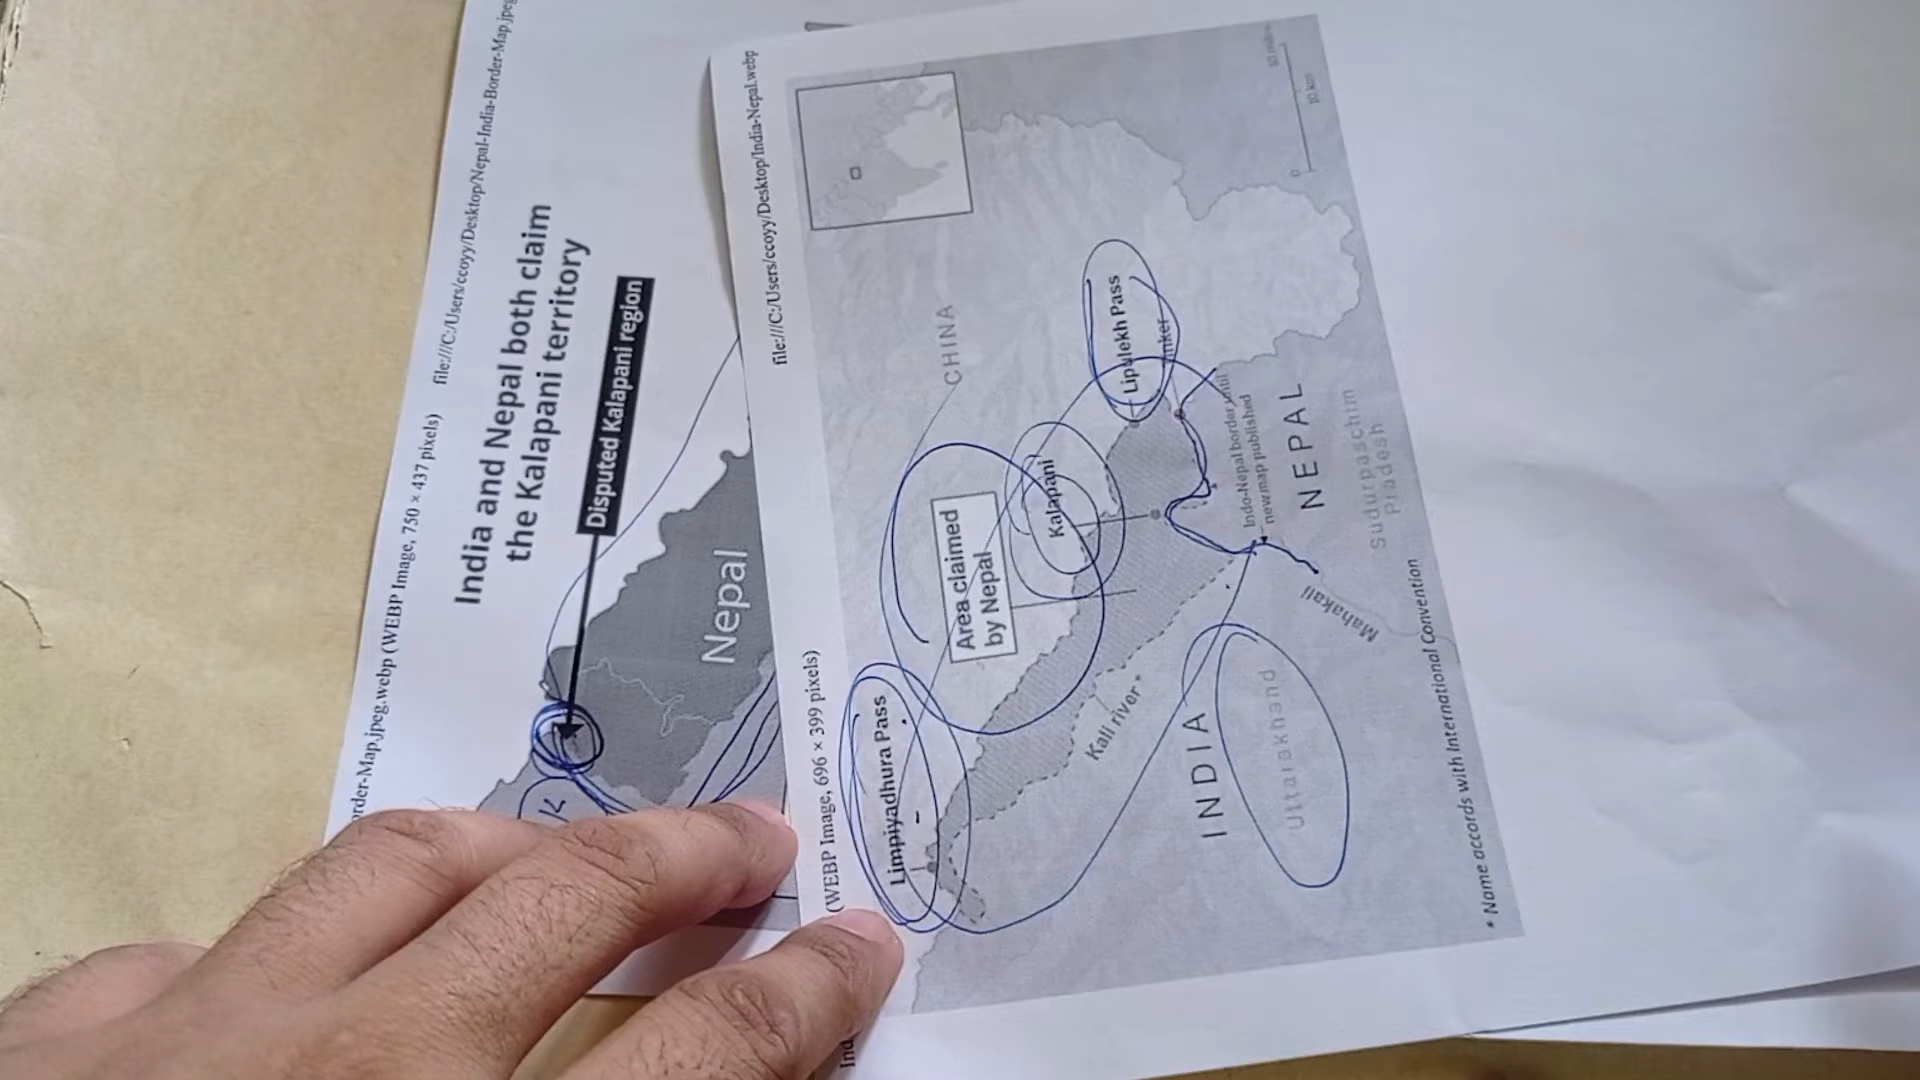 order-Map.jpeg.webp (WEBP Image, 750 × 437 pixels)
file:///C:/Users/ccoyy/Desktop/Nepal-India-Border-Map.jpeg
India and Nepal both claim
the Kalapani territory
Disputed Kalapani region
Nepal
(WEBP Image, 696 × 399 pixels)
file:///C:/Users/ccoyy/Desktop/India-Nepal.webp
CHINA
Limpiyadhura Pass
Area claimed
by Nepal
Kalapani
Lipulekh Pass
Kali river *
INDIA
Uttarakhand
Indo-Nepal border until
new map published
NEPAL
Sudurpaschim
Pradesh
Mahakali
0
10 km
* Name accords with International Convention